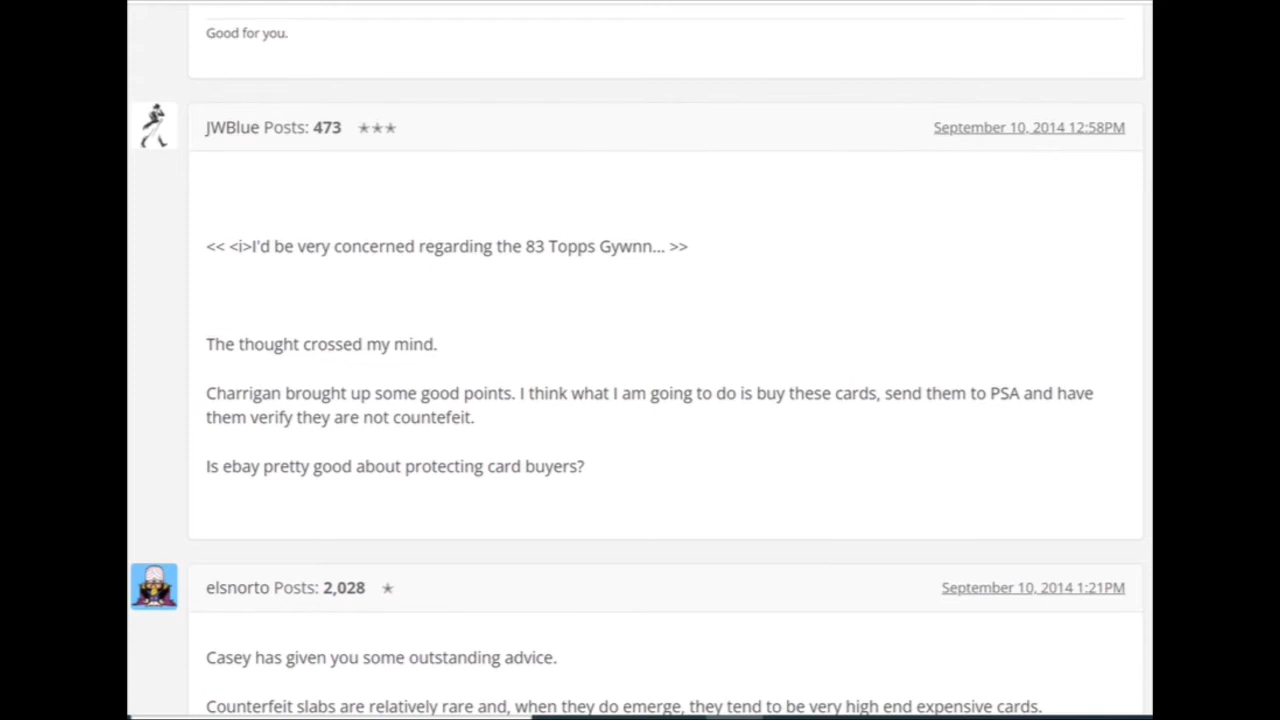 Good for you.
JWBlue Posts: 473 ★★★
September 10, 2014 12:58PM
<< <i>I'd be very concerned regarding the 83 Topps Gywnn... >>
The thought crossed my mind.
Charrigan brought up some good points. I think what I am going to do is buy these cards, send them to PSA and have
them verify they are not countefeit.
Is ebay pretty good about protecting card buyers?
elsnorto Posts: 2,028 ★
September 10, 2014 1:21PM
Casey has given you some outstanding advice.
Counterfeit slabs are relatively rare and, when they do emerge, they tend to be very high end expensive cards.